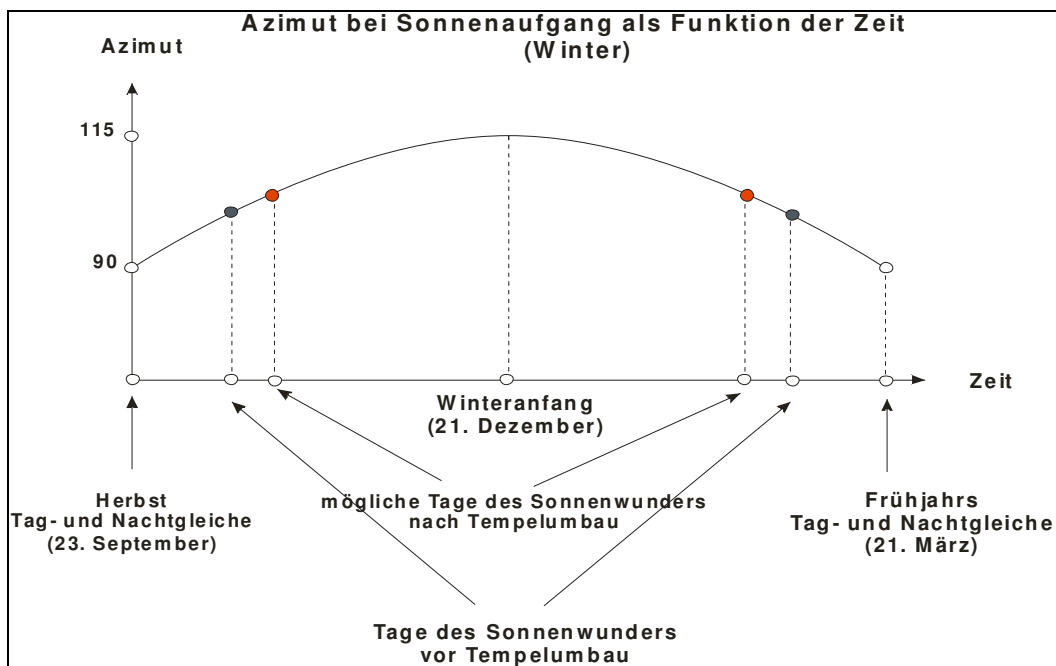 Azimut bei Sonnenaufgang als Funktion der Zeit
(Winter)
Azimut
115
90
Zeit
Winteranfang
(21. Dezember)
Herbst
Tag- und Nachtgleiche
(23. September)
mögliche Tage des Sonnenwunders
nach Tempelumbau
Frühjahrs
Tag- und Nachtgleiche
(21. März)
Tage des Sonnenwunders
vor Tempelumbau